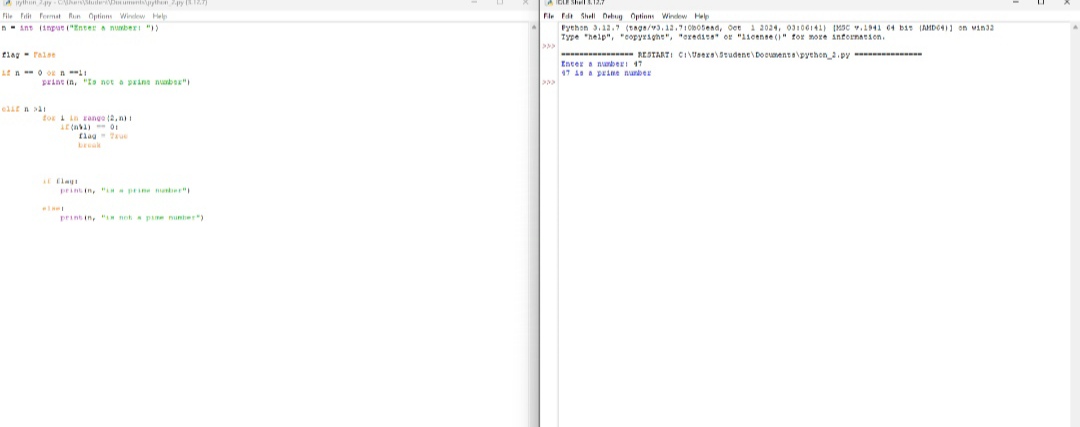 python_2.py - C:\Users\Student\Documents\python_2.py (3.12.7)
File Edit Format Run Options Window Help
n = int (input("Enter a number: "))
flag = False
if n == 0 or n ==1:
print(n, "Is not a prime number")
elif n >1:
for i in range(2,n):
if(n%i) == 0:
flag = True
break
if flag:
print(n, "is a prime number")
else:
print(n, "is not a pime number")
IDLE Shell 3.12.7
File Edit Shell Debug Options Window Help
Python 3.12.7 (tags/v3.12.7:0b05ead, Oct 1 2024, 03:06:41) [MSC v.1941 64 bit (AMD64)] on win32
Type "help", "copyright", "credits" or "license()" for more information.
>>>
================ RESTART: C:\Users\Student\Documents\python_2.py ===============
Enter a number: 47
47 is a prime number
>>>